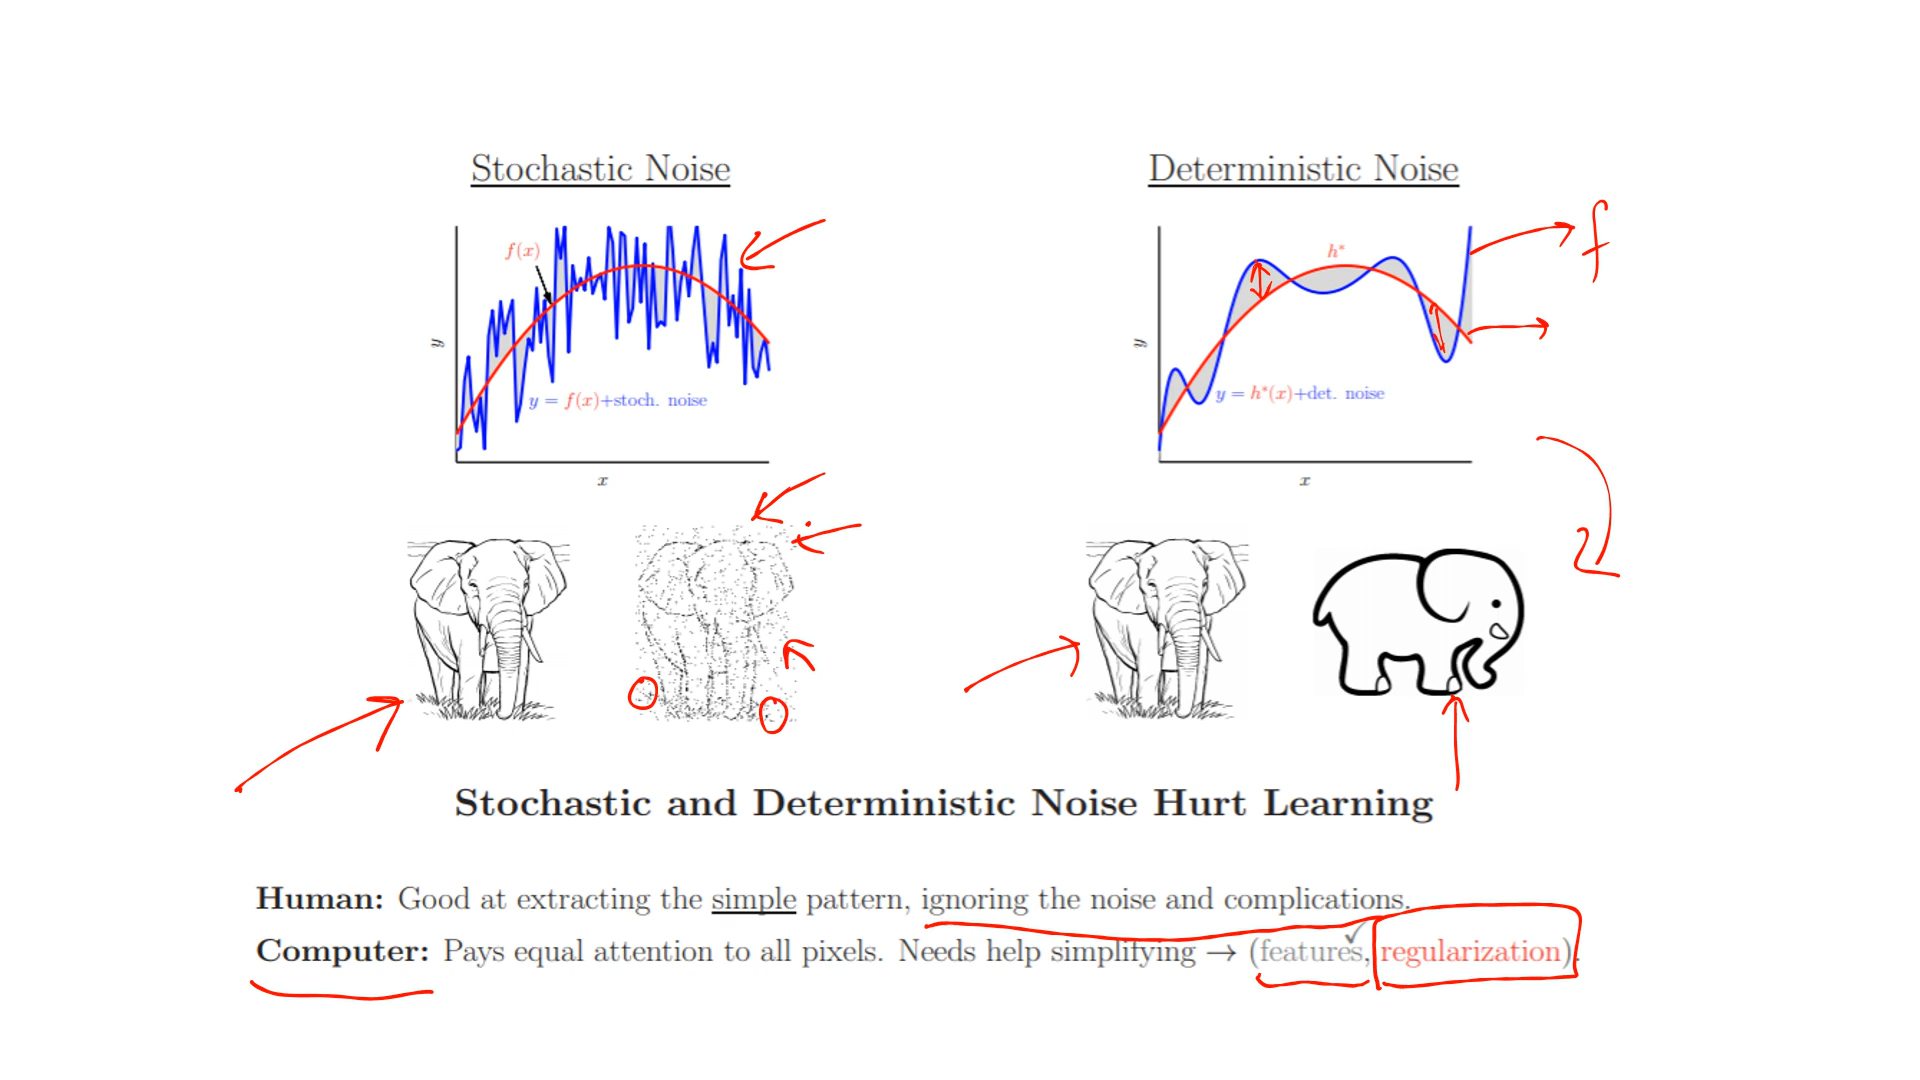 Stochastic Noise
f(x)
y
y = f(x)+stoch. noise
x
Deterministic Noise
f
h*
y
y = h*(x)+det. noise
x
Stochastic and Deterministic Noise Hurt Learning
Human: Good at extracting the simple pattern, ignoring the noise and complications.
Computer: Pays equal attention to all pixels. Needs help simplifying → (features✓, regularization).